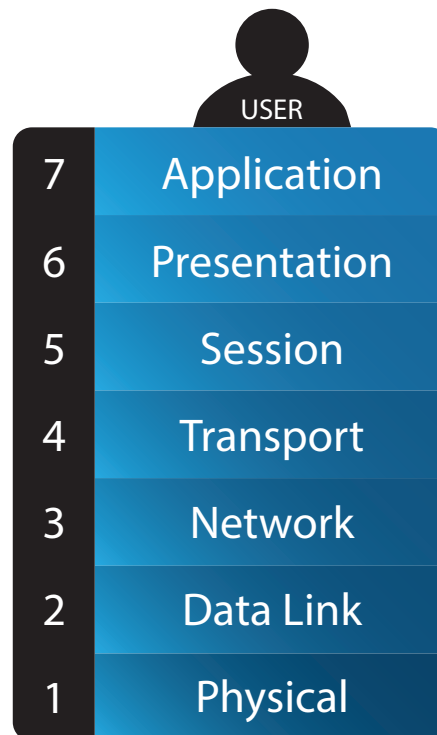 USER
7 Application
6 Presentation
5 Session
4 Transport
3 Network
2 Data Link
1 Physical